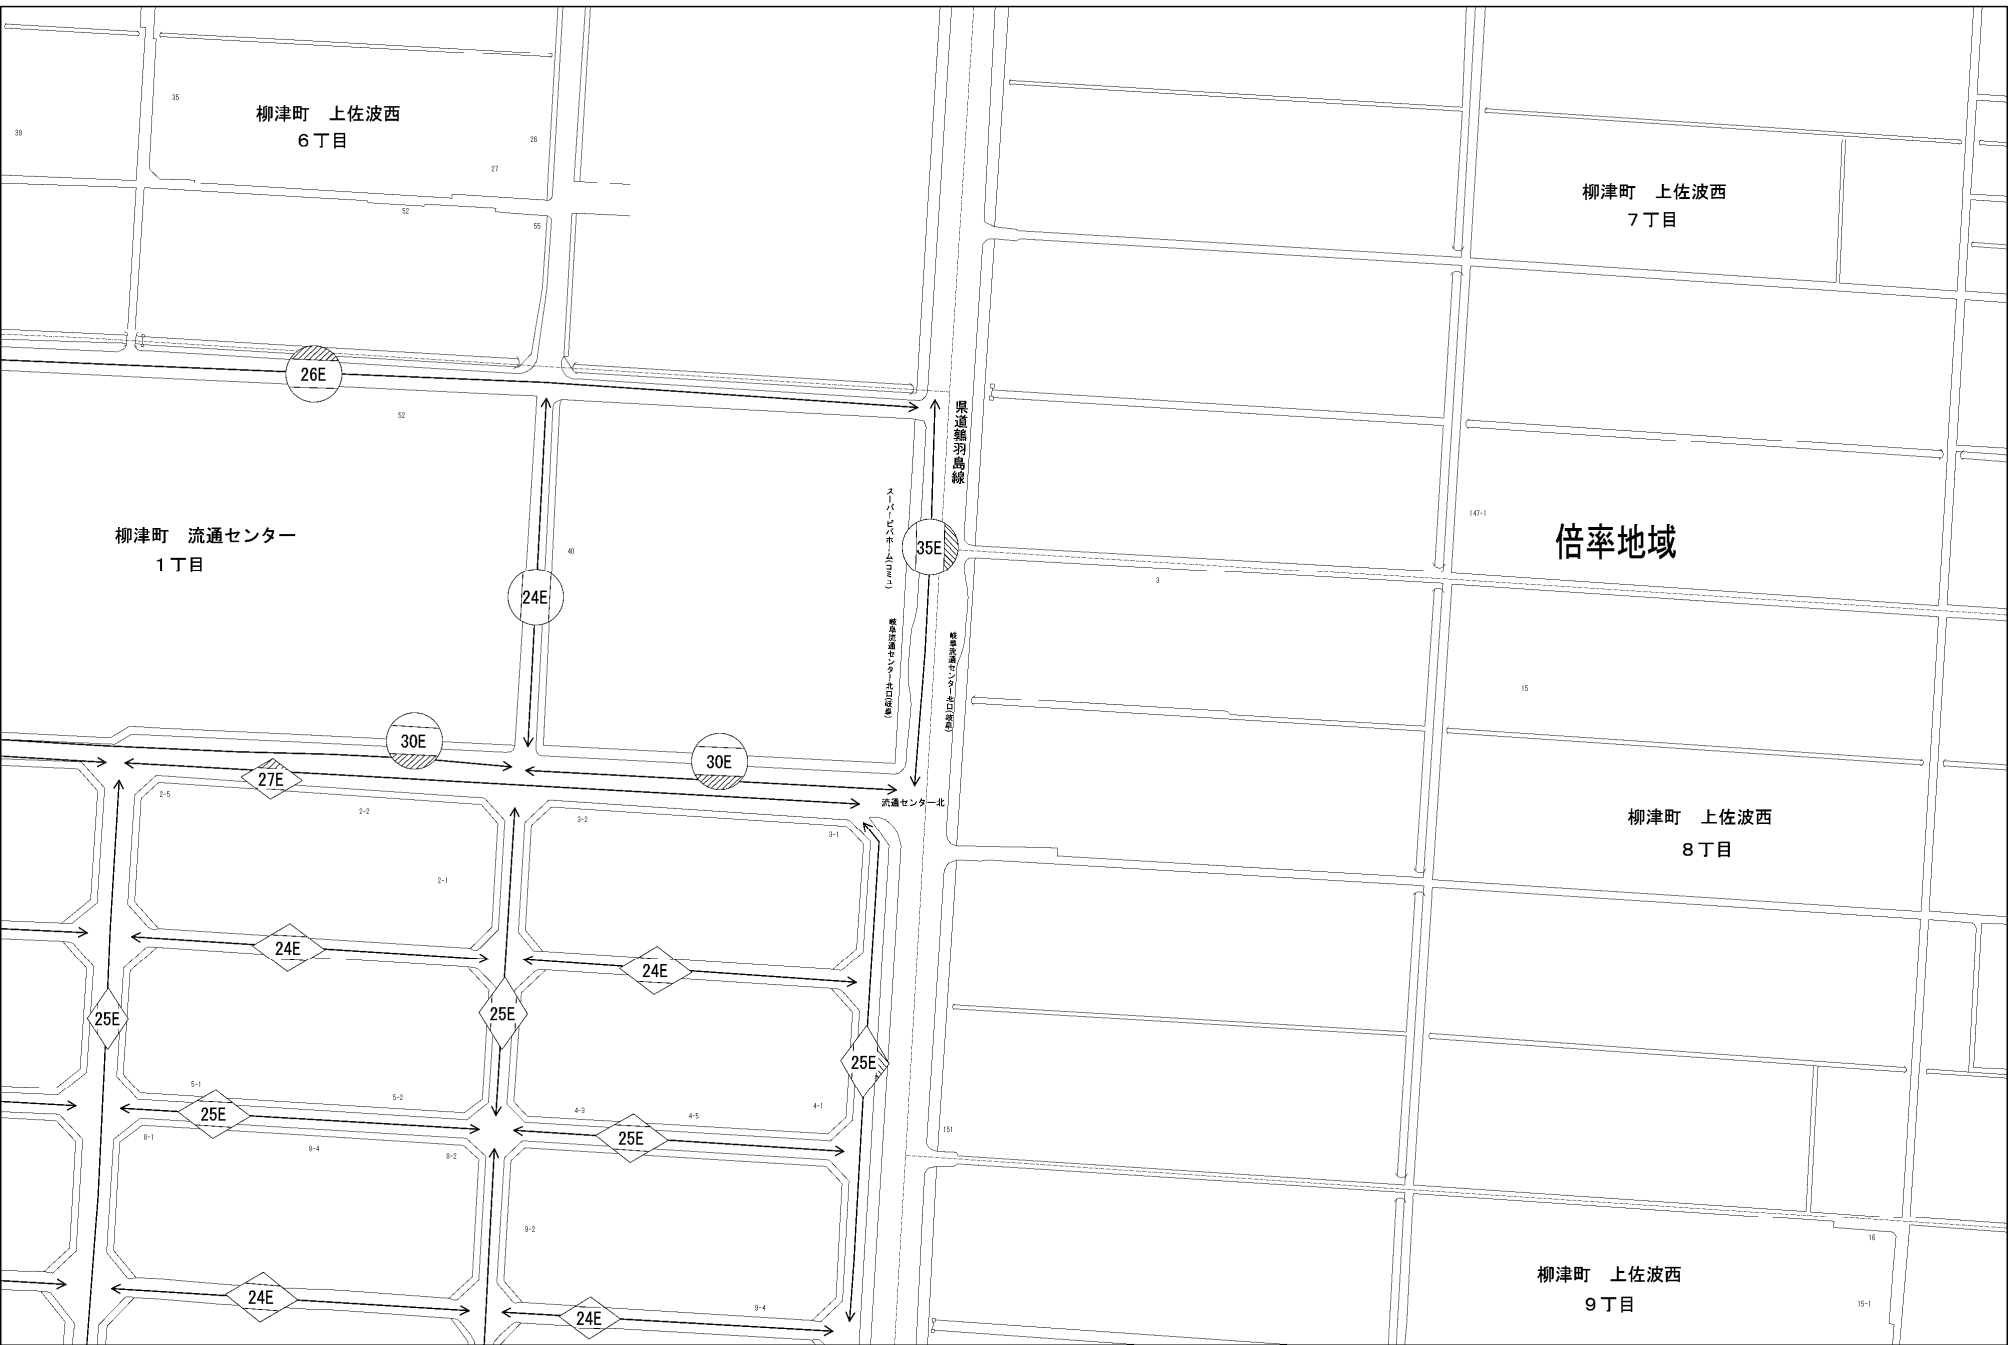 35
柳津町　上佐波西
６丁目
39
26
27
柳津町　上佐波西
７丁目
52
55
26E
52
県道鶉羽島線
柳津町　流通センター
１丁目
スーパービバホーム(コミュ)
147-1
倍率地域
40
35E
3
24E
岐阜流通センター北口(岐阜)
岐阜流通センター北口(岐阜)
15
30E
30E
27E
流通センター北
2-5
2-2
3-2
3-1
柳津町　上佐波西
８丁目
2-1
24E
24E
25E
25E
25E
5-1
5-2
4-3
4-5
4-1
25E
25E
151
8-1
8-4
8-2
9-2
16
柳津町　上佐波西
９丁目
24E
24E
9-4
15-1